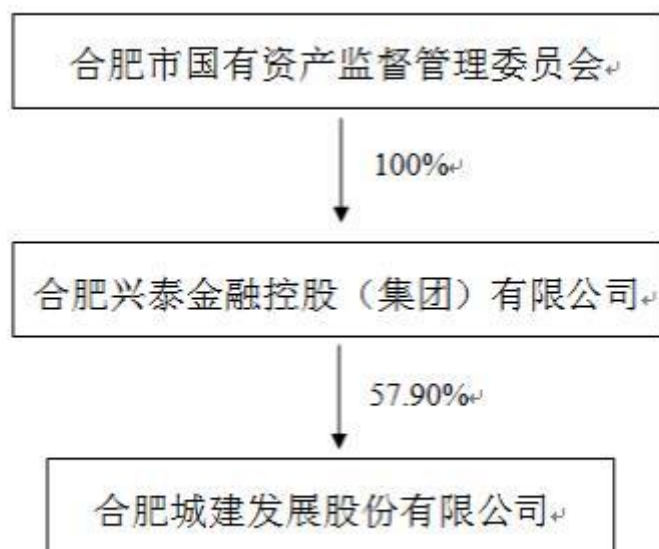 合肥市国有资产监督管理委员会
100%
合肥兴泰金融控股（集团）有限公司
57.90%
合肥城建发展股份有限公司